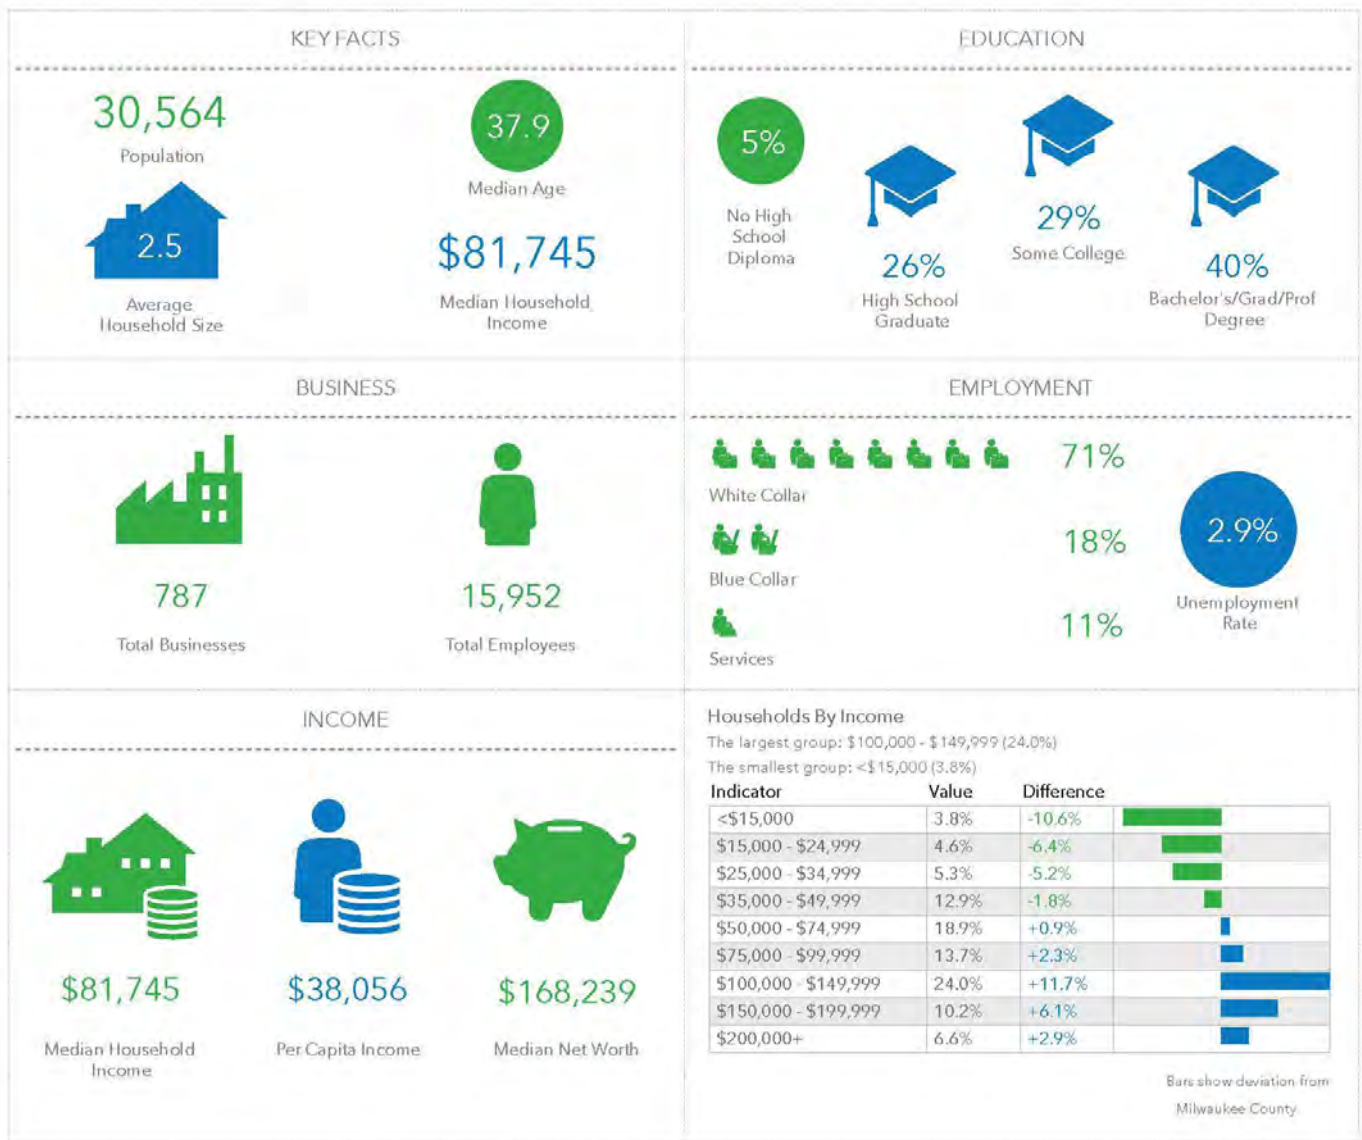 KEY FACTS
30,564
Population
37.9
Median Age
2.5
Average
Household Size
$81,745
Median Household
Income
EDUCATION
5%
No High
School
Diploma
26%
High School
Graduate
29%
Some College
40%
Bachelor's/Grad/Prof
Degree
BUSINESS
787
Total Businesses
15,952
Total Employees
EMPLOYMENT
71%
White Collar
18%
Blue Collar
11%
Services
2.9%
Unemployment
Rate
INCOME
$81,745
Median Household
Income
$38,056
Per Capita Income
$168,239
Median Net Worth
Households By Income
The largest group: $100,000 - $149,999 (24.0%)
The smallest group: <$15,000 (3.8%)
Indicator Value Difference
<$15,000 3.8% -10.6%
$15,000 - $24,999 4.6% -6.4%
$25,000 - $34,999 5.3% -5.2%
$35,000 - $49,999 12.9% -1.8%
$50,000 - $74,999 18.9% +0.9%
$75,000 - $99,999 13.7% +2.3%
$100,000 - $149,999 24.0% +11.7%
$150,000 - $199,999 10.2% +6.1%
$200,000+ 6.6% +2.9%
Bars show deviation from
Milwaukee County